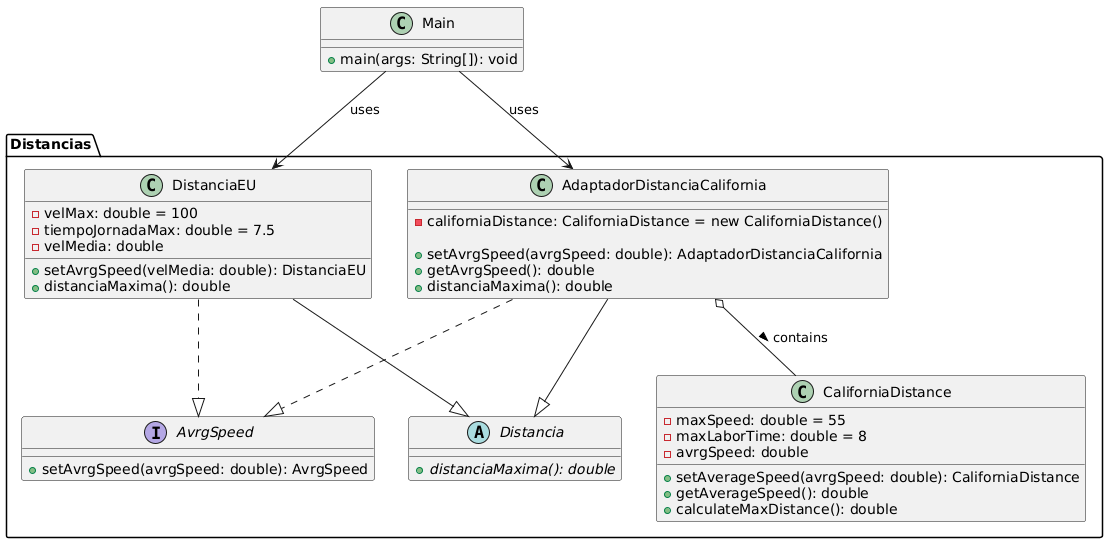 C Main
main(args: String[]): void
uses
uses
Distancias
C DistanciaEU
velMax: double = 100
tiempoJornadaMax: double = 7.5
velMedia: double
setAvrgSpeed(velMedia: double): DistanciaEU
distanciaMaxima(): double
C AdaptadorDistanciaCalifornia
californiaDistance: CaliforniaDistance = new CaliforniaDistance()
setAvrgSpeed(avrgSpeed: double): AdaptadorDistanciaCalifornia
getAvrgSpeed(): double
distanciaMaxima(): double
contains
I AvrgSpeed
setAvrgSpeed(avrgSpeed: double): AvrgSpeed
A Distancia
distanciaMaxima(): double
C CaliforniaDistance
maxSpeed: double = 55
maxLaborTime: double = 8
avrgSpeed: double
setAverageSpeed(avrgSpeed: double): CaliforniaDistance
getAverageSpeed(): double
calculateMaxDistance(): double